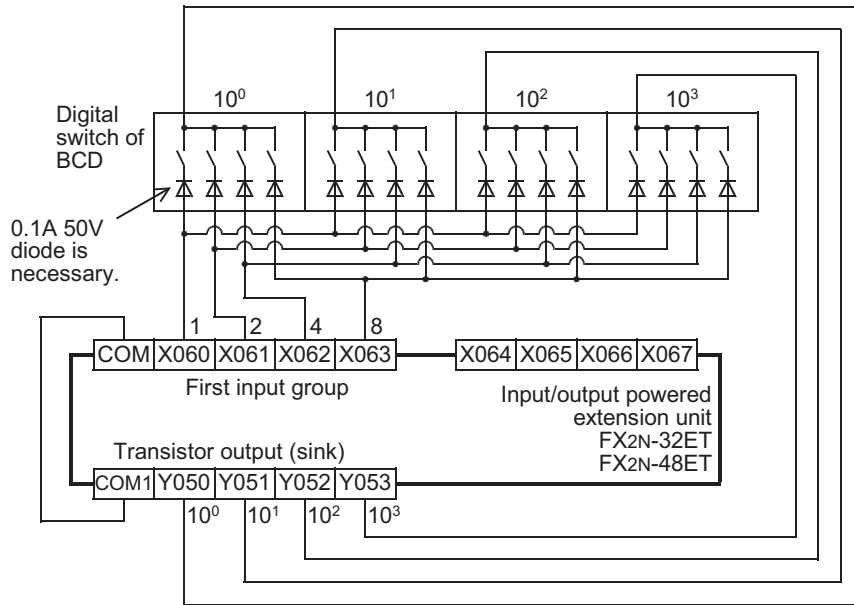 10⁰ 10¹ 10² 10³
Digital
switch of
BCD
0.1A 50V
diode is
necessary.
1 2 4 8
COM X060 X061 X062 X063 X064 X065 X066 X067
First input group
Input/output powered
extension unit
FX2N-32ET
FX2N-48ET
Transistor output (sink)
COM1 Y050 Y051 Y052 Y053
10⁰ 10¹ 10² 10³